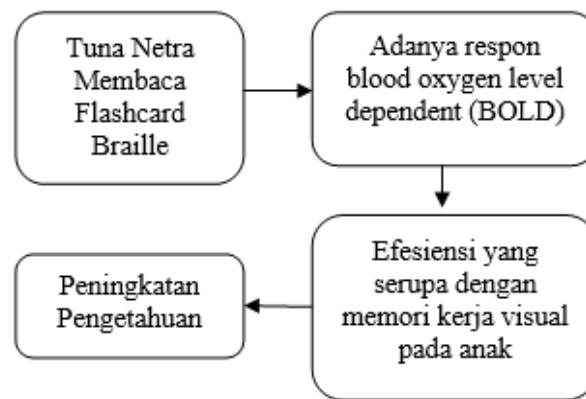 Tuna Netra
Membaca
Flashcard
Braille
Adanya respon
blood oxygen level
dependent (BOLD)
Efesiensi yang
serupa dengan
memori kerja visual
pada anak
Peningkatan
Pengetahuan